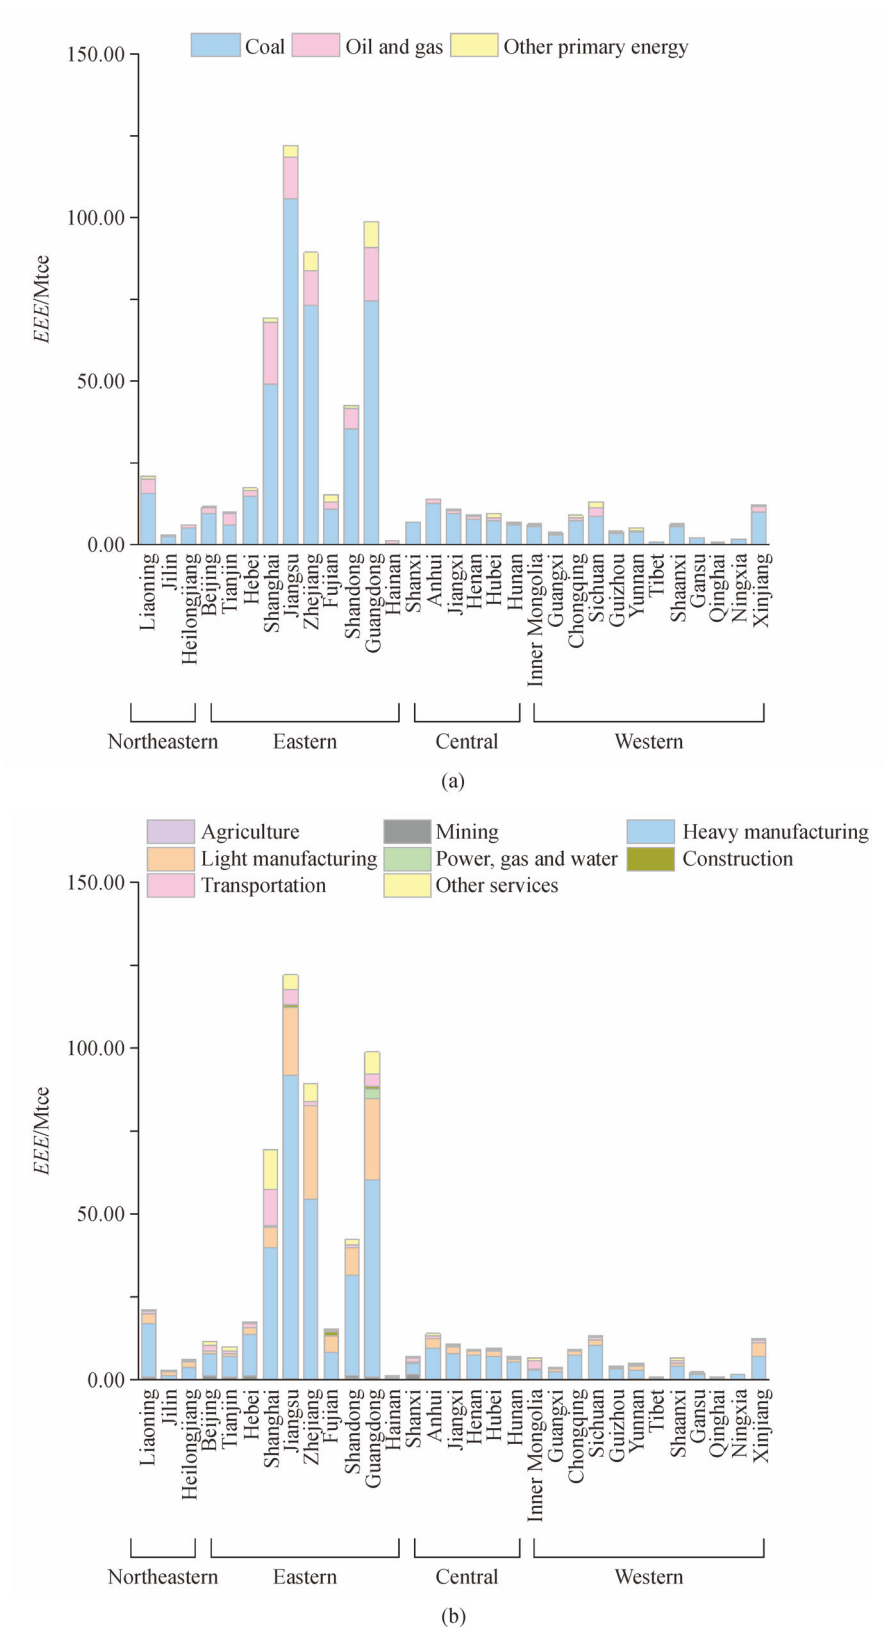 Coal Oil and gas Other primary energy
150.00
100.00
50.00
0.00
EEE/Mtce
Liaoning
Jilin
Heilongjiang
Beijing
Tianjin
Hebei
Shanghai
Jiangsu
Zhejiang
Fujian
Shandong
Guangdong
Hainan
Shanxi
Anhui
Jiangxi
Henan
Hubei
Hunan
Inner Mongolia
Guangxi
Chongqing
Sichuan
Guizhou
Yunnan
Tibet
Shaanxi
Gansu
Qinghai
Ningxia
Xinjiang
Northeastern Eastern Central Western
(a)
Agriculture Mining Heavy manufacturing
Light manufacturing Power, gas and water Construction
Transportation Other services
150.00
100.00
50.00
0.00
EEE/Mtce
Liaoning
Jilin
Heilongjiang
Beijing
Tianjin
Hebei
Shanghai
Jiangsu
Zhejiang
Fujian
Shandong
Guangdong
Hainan
Shanxi
Anhui
Jiangxi
Henan
Hubei
Hunan
Inner Mongolia
Guangxi
Chongqing
Sichuan
Guizhou
Yunnan
Tibet
Shaanxi
Gansu
Qinghai
Ningxia
Xinjiang
Northeastern Eastern Central Western
(b)